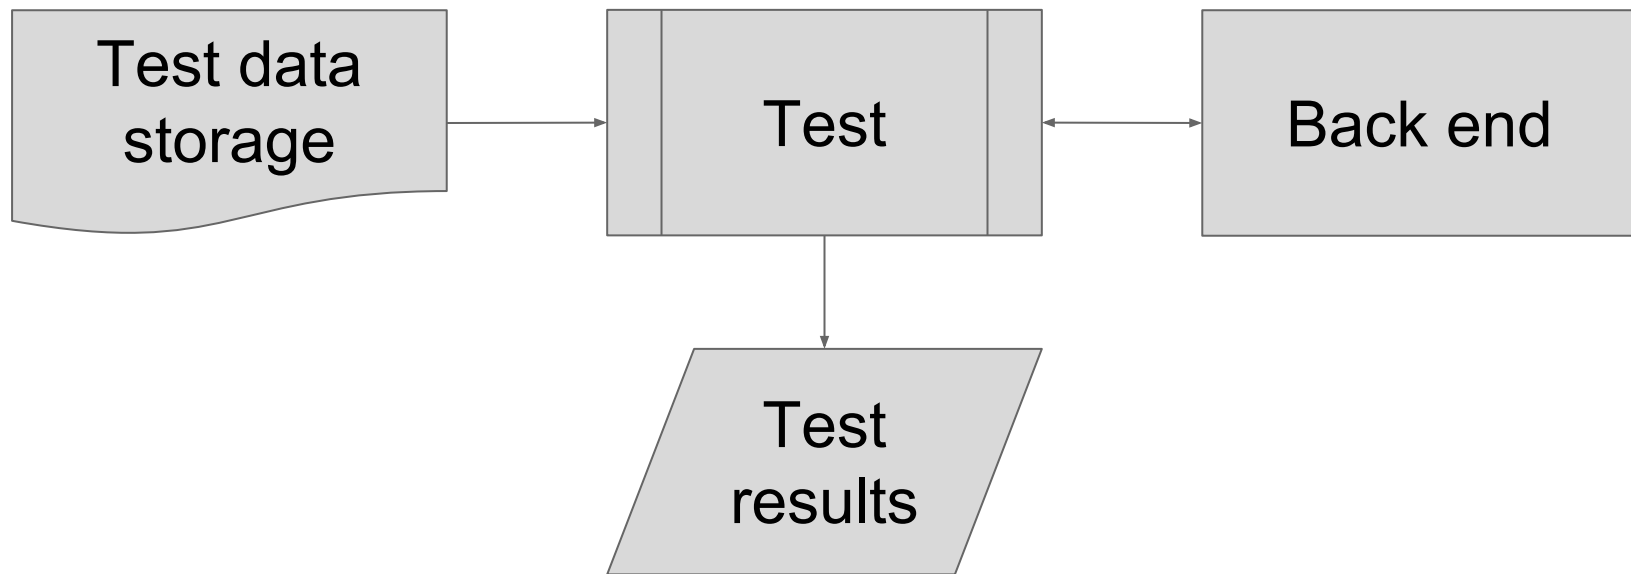 Test data
storage
Test
Back end
Test
results